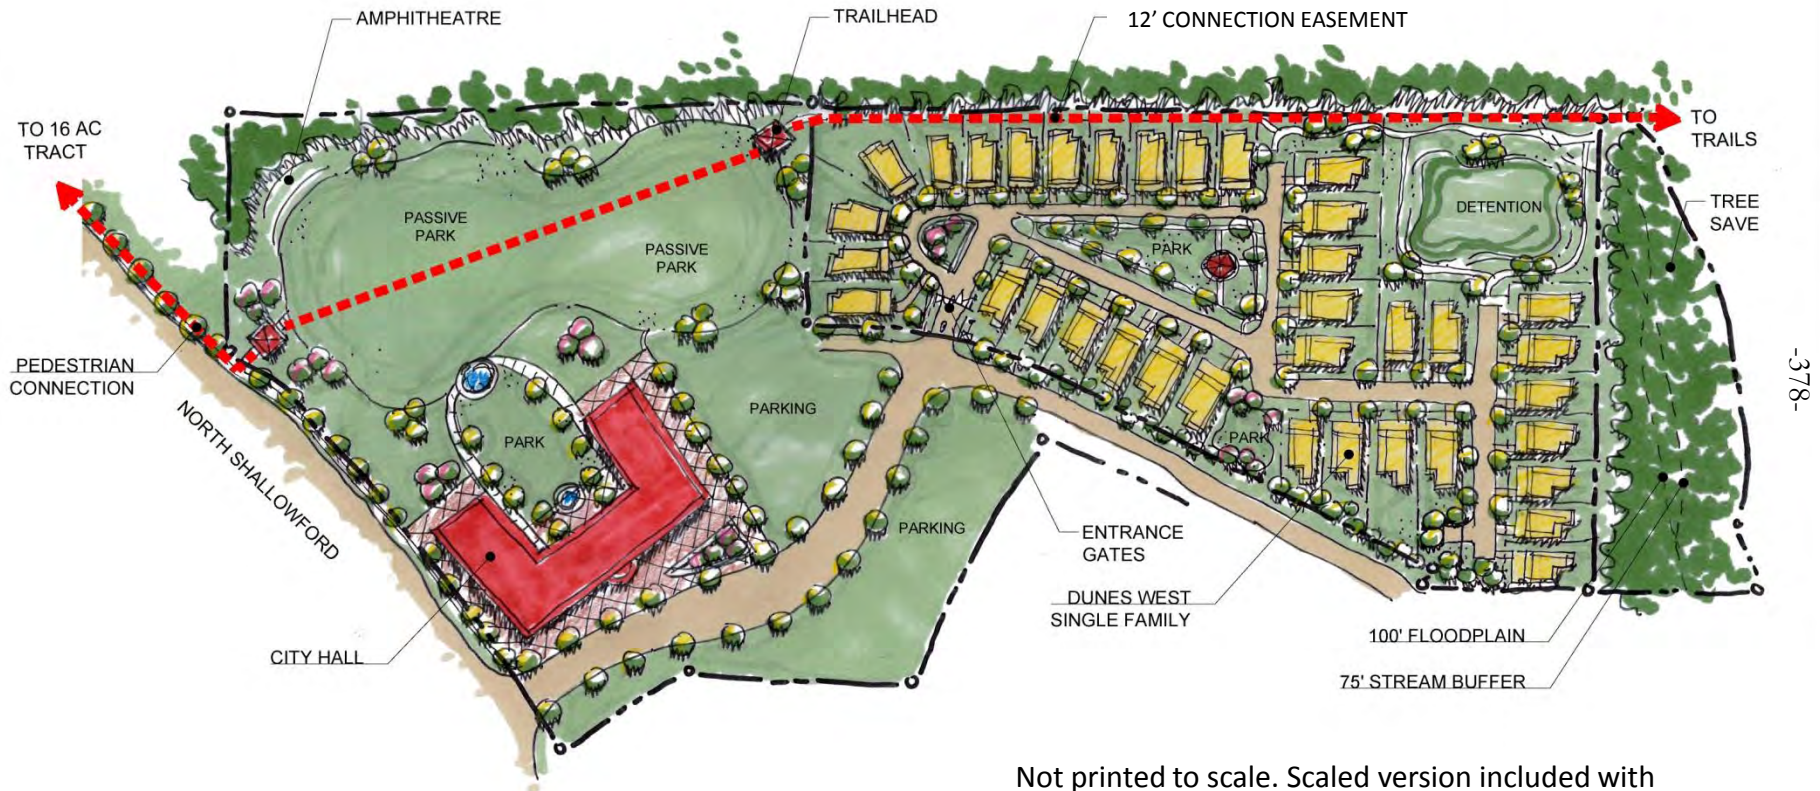 AMPHITHEATRE
TRAILHEAD
12’ CONNECTION EASEMENT
TO 16 AC
TRACT
TO
TRAILS
TREE
SAVE
PASSIVE
PARK
PASSIVE
PARK
PARK
DETENTION
PEDESTRIAN
CONNECTION
NORTH SHALLOWFORD
PARK
PARKING
PARKING
PARK
ENTRANCE
GATES
DUNES WEST
SINGLE FAMILY
CITY HALL
100' FLOODPLAIN
75' STREAM BUFFER
-378-
Not printed to scale. Scaled version included with